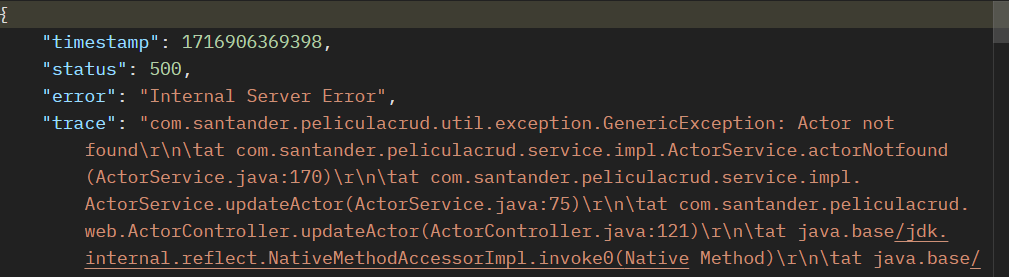 {
"timestamp": 1716906369398,
"status": 500,
"error": "Internal Server Error",
"trace": "com.santander.peliculacrud.util.exception.GenericException: Actor not
found\r\n\tat com.santander.peliculacrud.service.impl.ActorService.actorNotfound
(ActorService.java:170)\r\n\tat com.santander.peliculacrud.service.impl.
ActorService.updateActor(ActorService.java:75)\r\n\tat com.santander.peliculacrud.
web.ActorController.updateActor(ActorController.java:121)\r\n\tat java.base/jdk.
internal.reflect.NativeMethodAccessorImpl.invoke0(Native Method)\r\n\tat java.base/